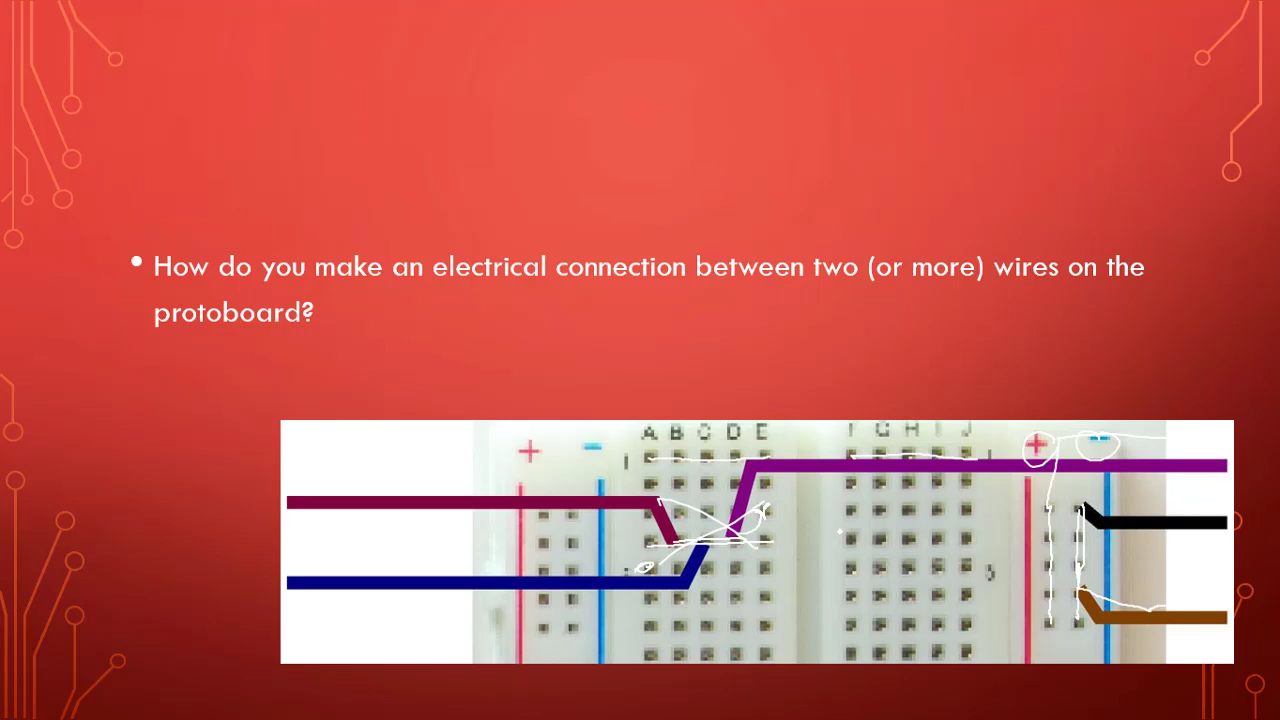 • How do you make an electrical connection between two (or more) wires on the
protoboard?
A B C D E G H I J
+ − + −